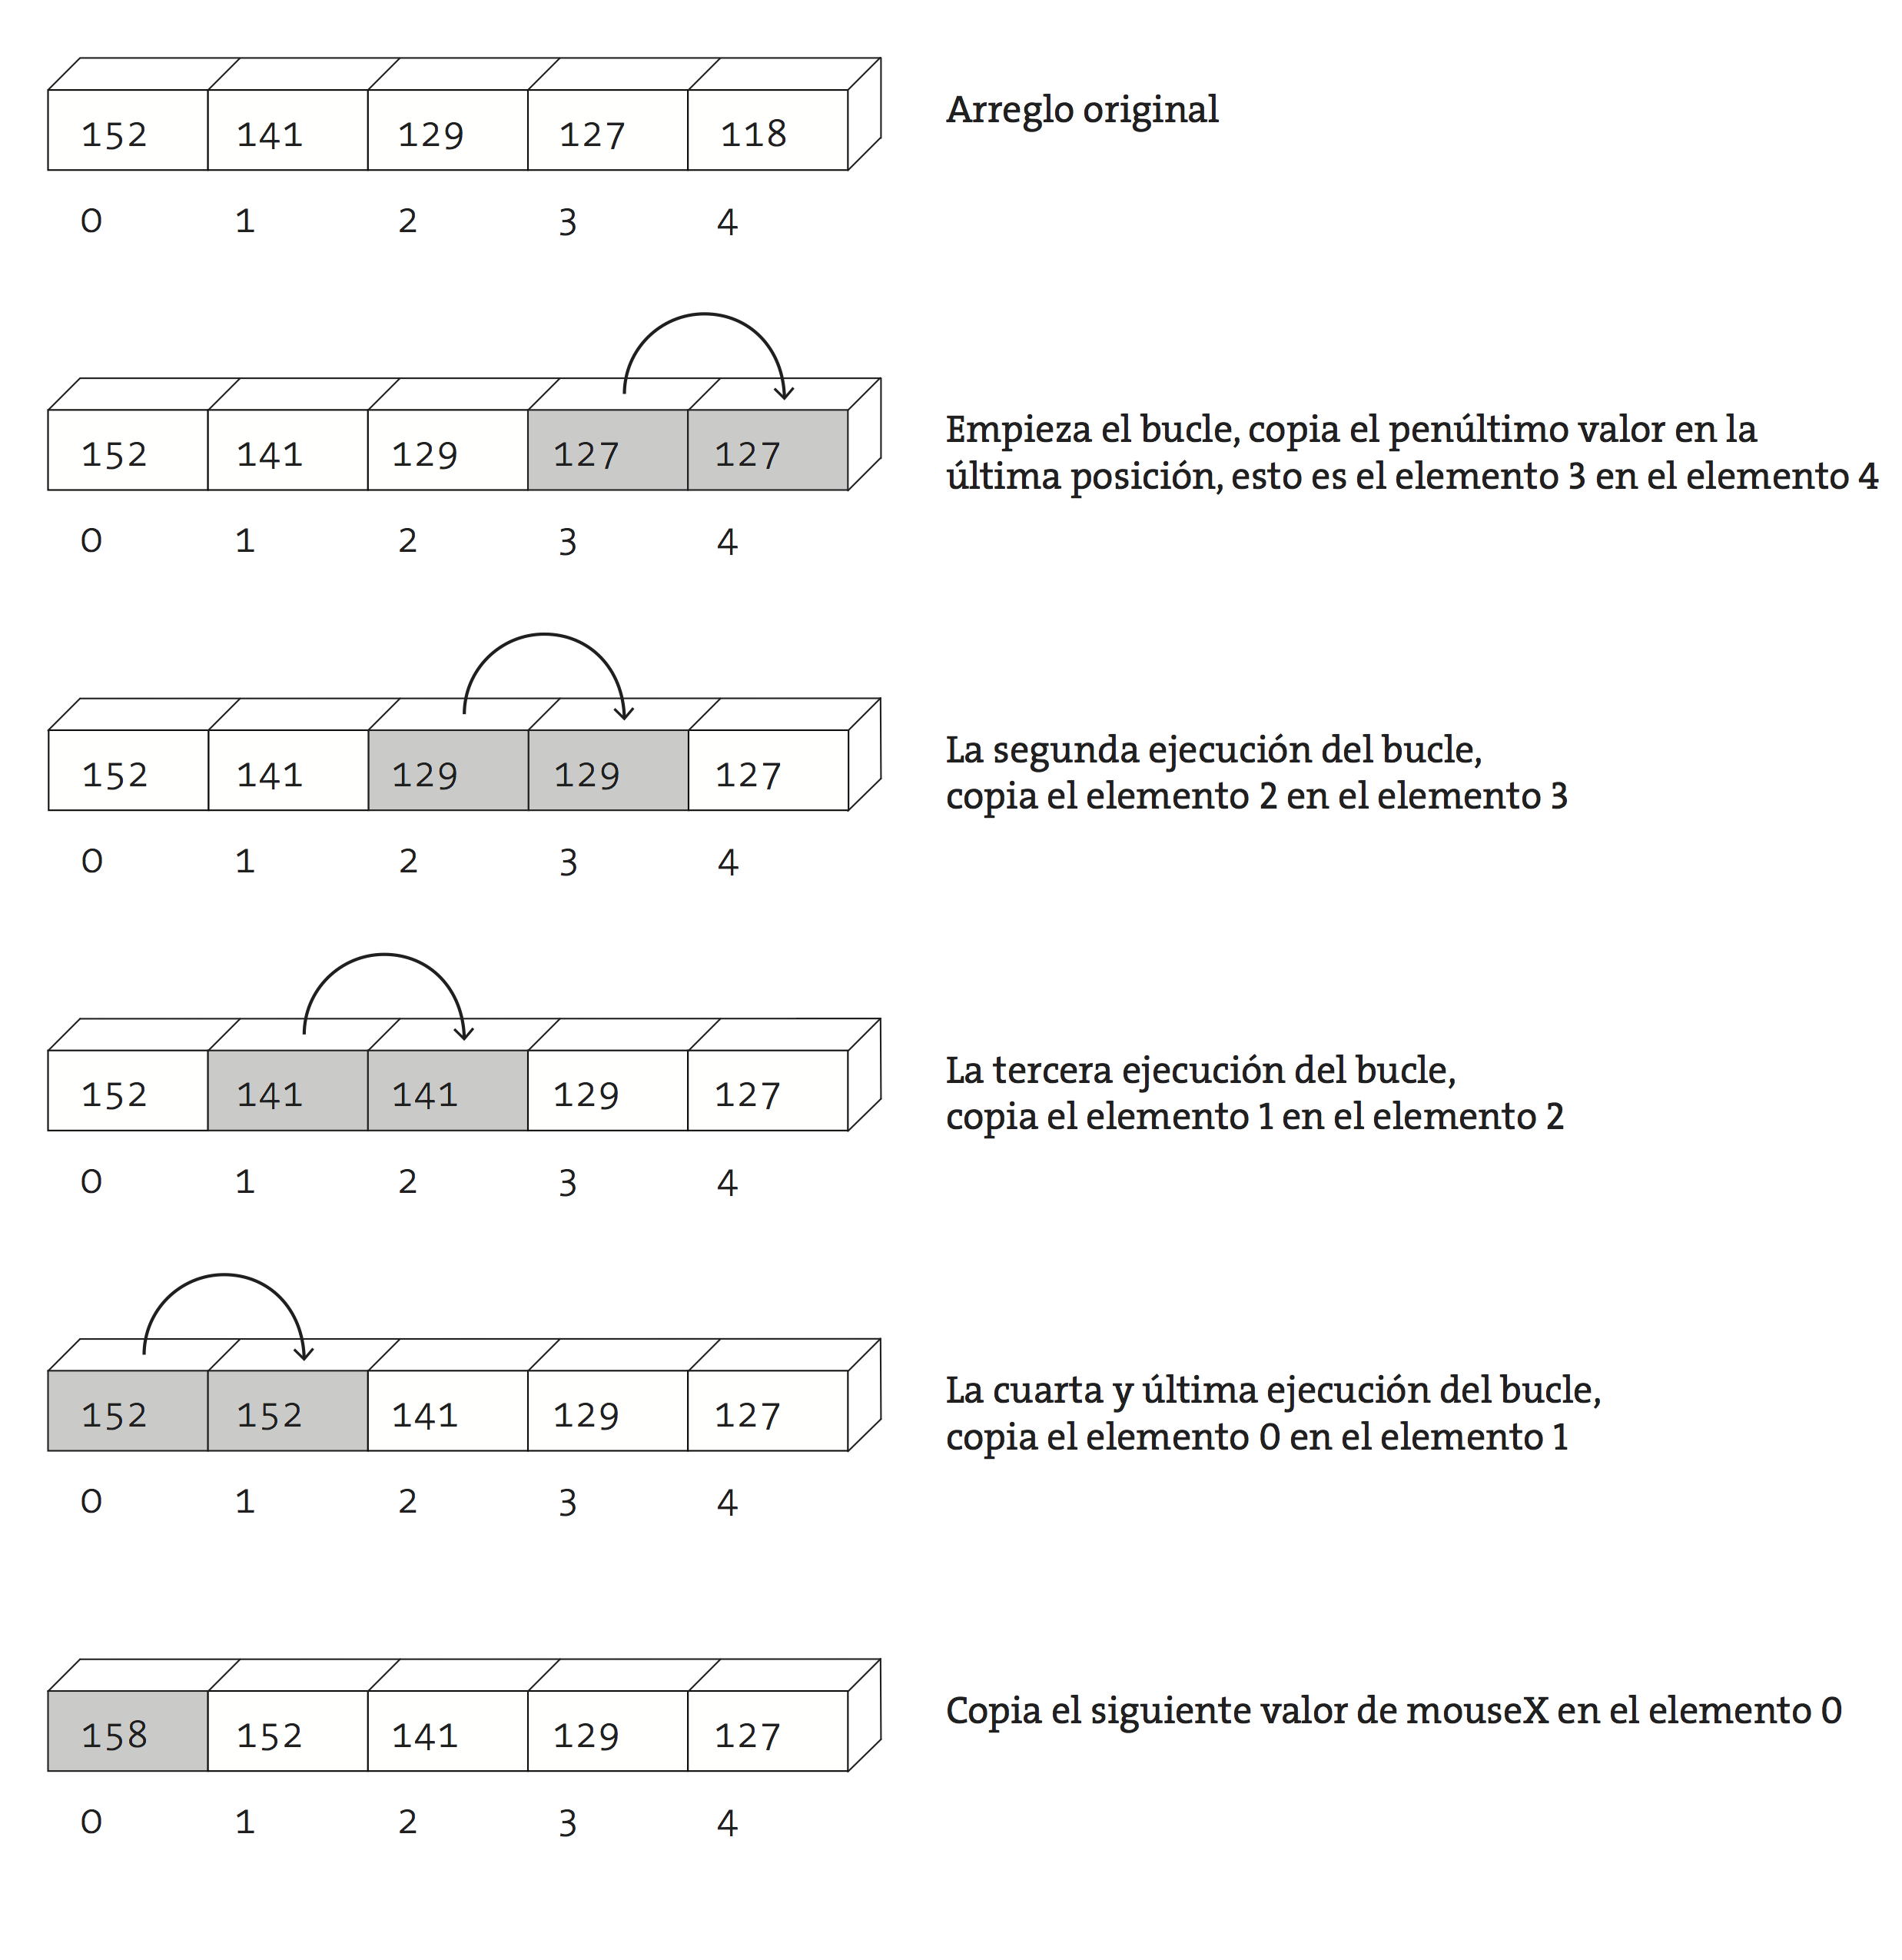 152 141 129 127 118
Arreglo original
0 1 2 3 4
152 141 129 127 127
Empieza el bucle, copia el penúltimo valor en la
última posición, esto es el elemento 3 en el elemento 4
0 1 2 3 4
152 141 129 129 127
La segunda ejecución del bucle,
copia el elemento 2 en el elemento 3
0 1 2 3 4
152 141 141 129 127
La tercera ejecución del bucle,
copia el elemento 1 en el elemento 2
0 1 2 3 4
152 152 141 129 127
La cuarta y última ejecución del bucle,
copia el elemento 0 en el elemento 1
0 1 2 3 4
158 152 141 129 127
Copia el siguiente valor de mouseX en el elemento 0
0 1 2 3 4